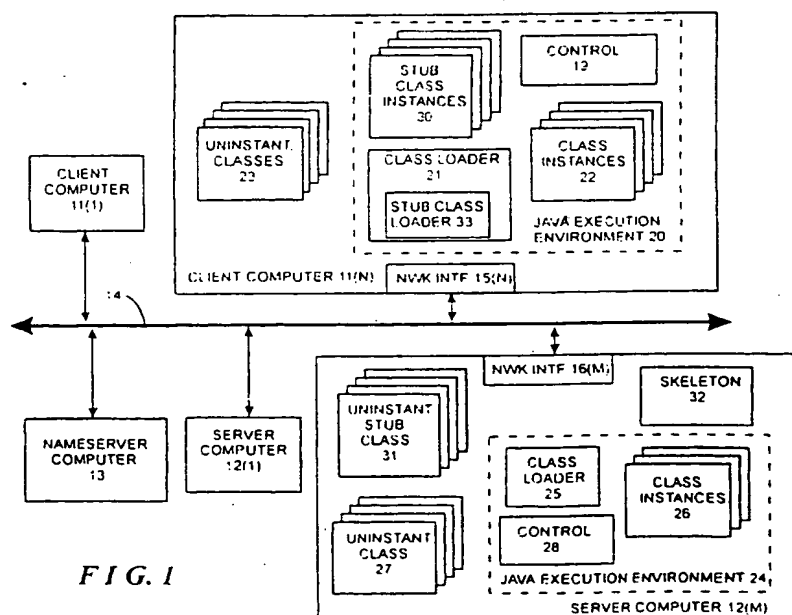 STUB
CLASS
INSTANCES
30
CONTROL
19
UNINSTANT.
CLASSES
23
CLASS LOADER
21
STUB CLASS
LOADER 33
CLASS
INSTANCES
22
JAVA EXECUTION
ENVIRONMENT 20
CLIENT
COMPUTER
11(1)
CLIENT COMPUTER 11(N)
NWK INTF 15(N)
14
NWK INTF 16(M)
NAMESERVER
COMPUTER
13
SERVER
COMPUTER
12(1)
UNINSTANT
STUB
CLASS
31
SKELETON
32
CLASS
LOADER
25
CLASS
INSTANCES
26
UNINSTANT
CLASS
27
CONTROL
28
JAVA EXECUTION ENVIRONMENT 24
SERVER COMPUTER 12(M)
FIG. 1